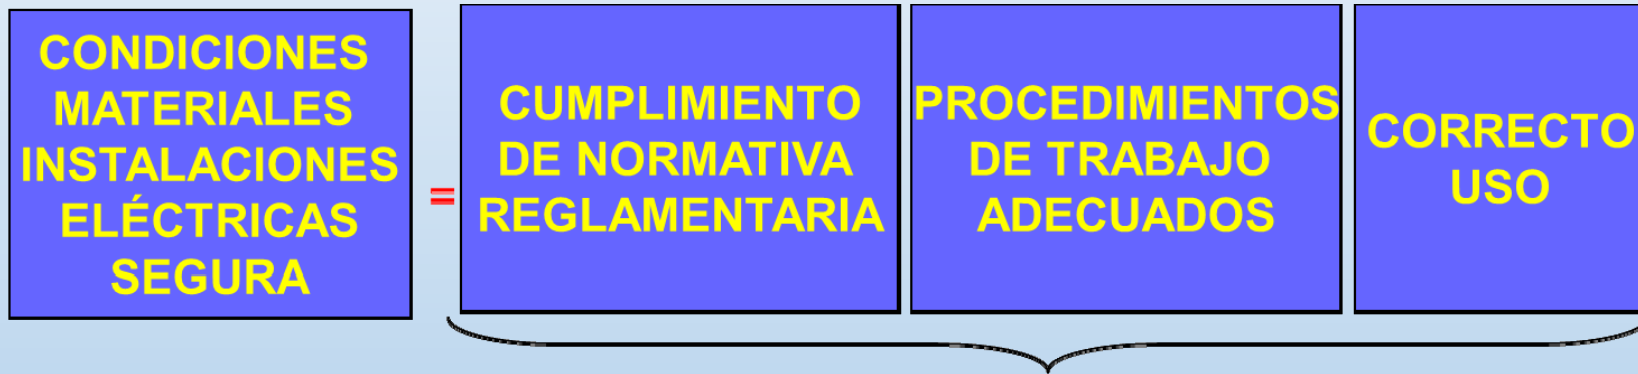 CONDICIONES
MATERIALES
INSTALACIONES
ELÉCTRICAS
SEGURA
=
CUMPLIMIENTO
DE NORMATIVA
REGLAMENTARIA
PROCEDIMIENTOS
DE TRABAJO
ADECUADOS
CORRECTO
USO